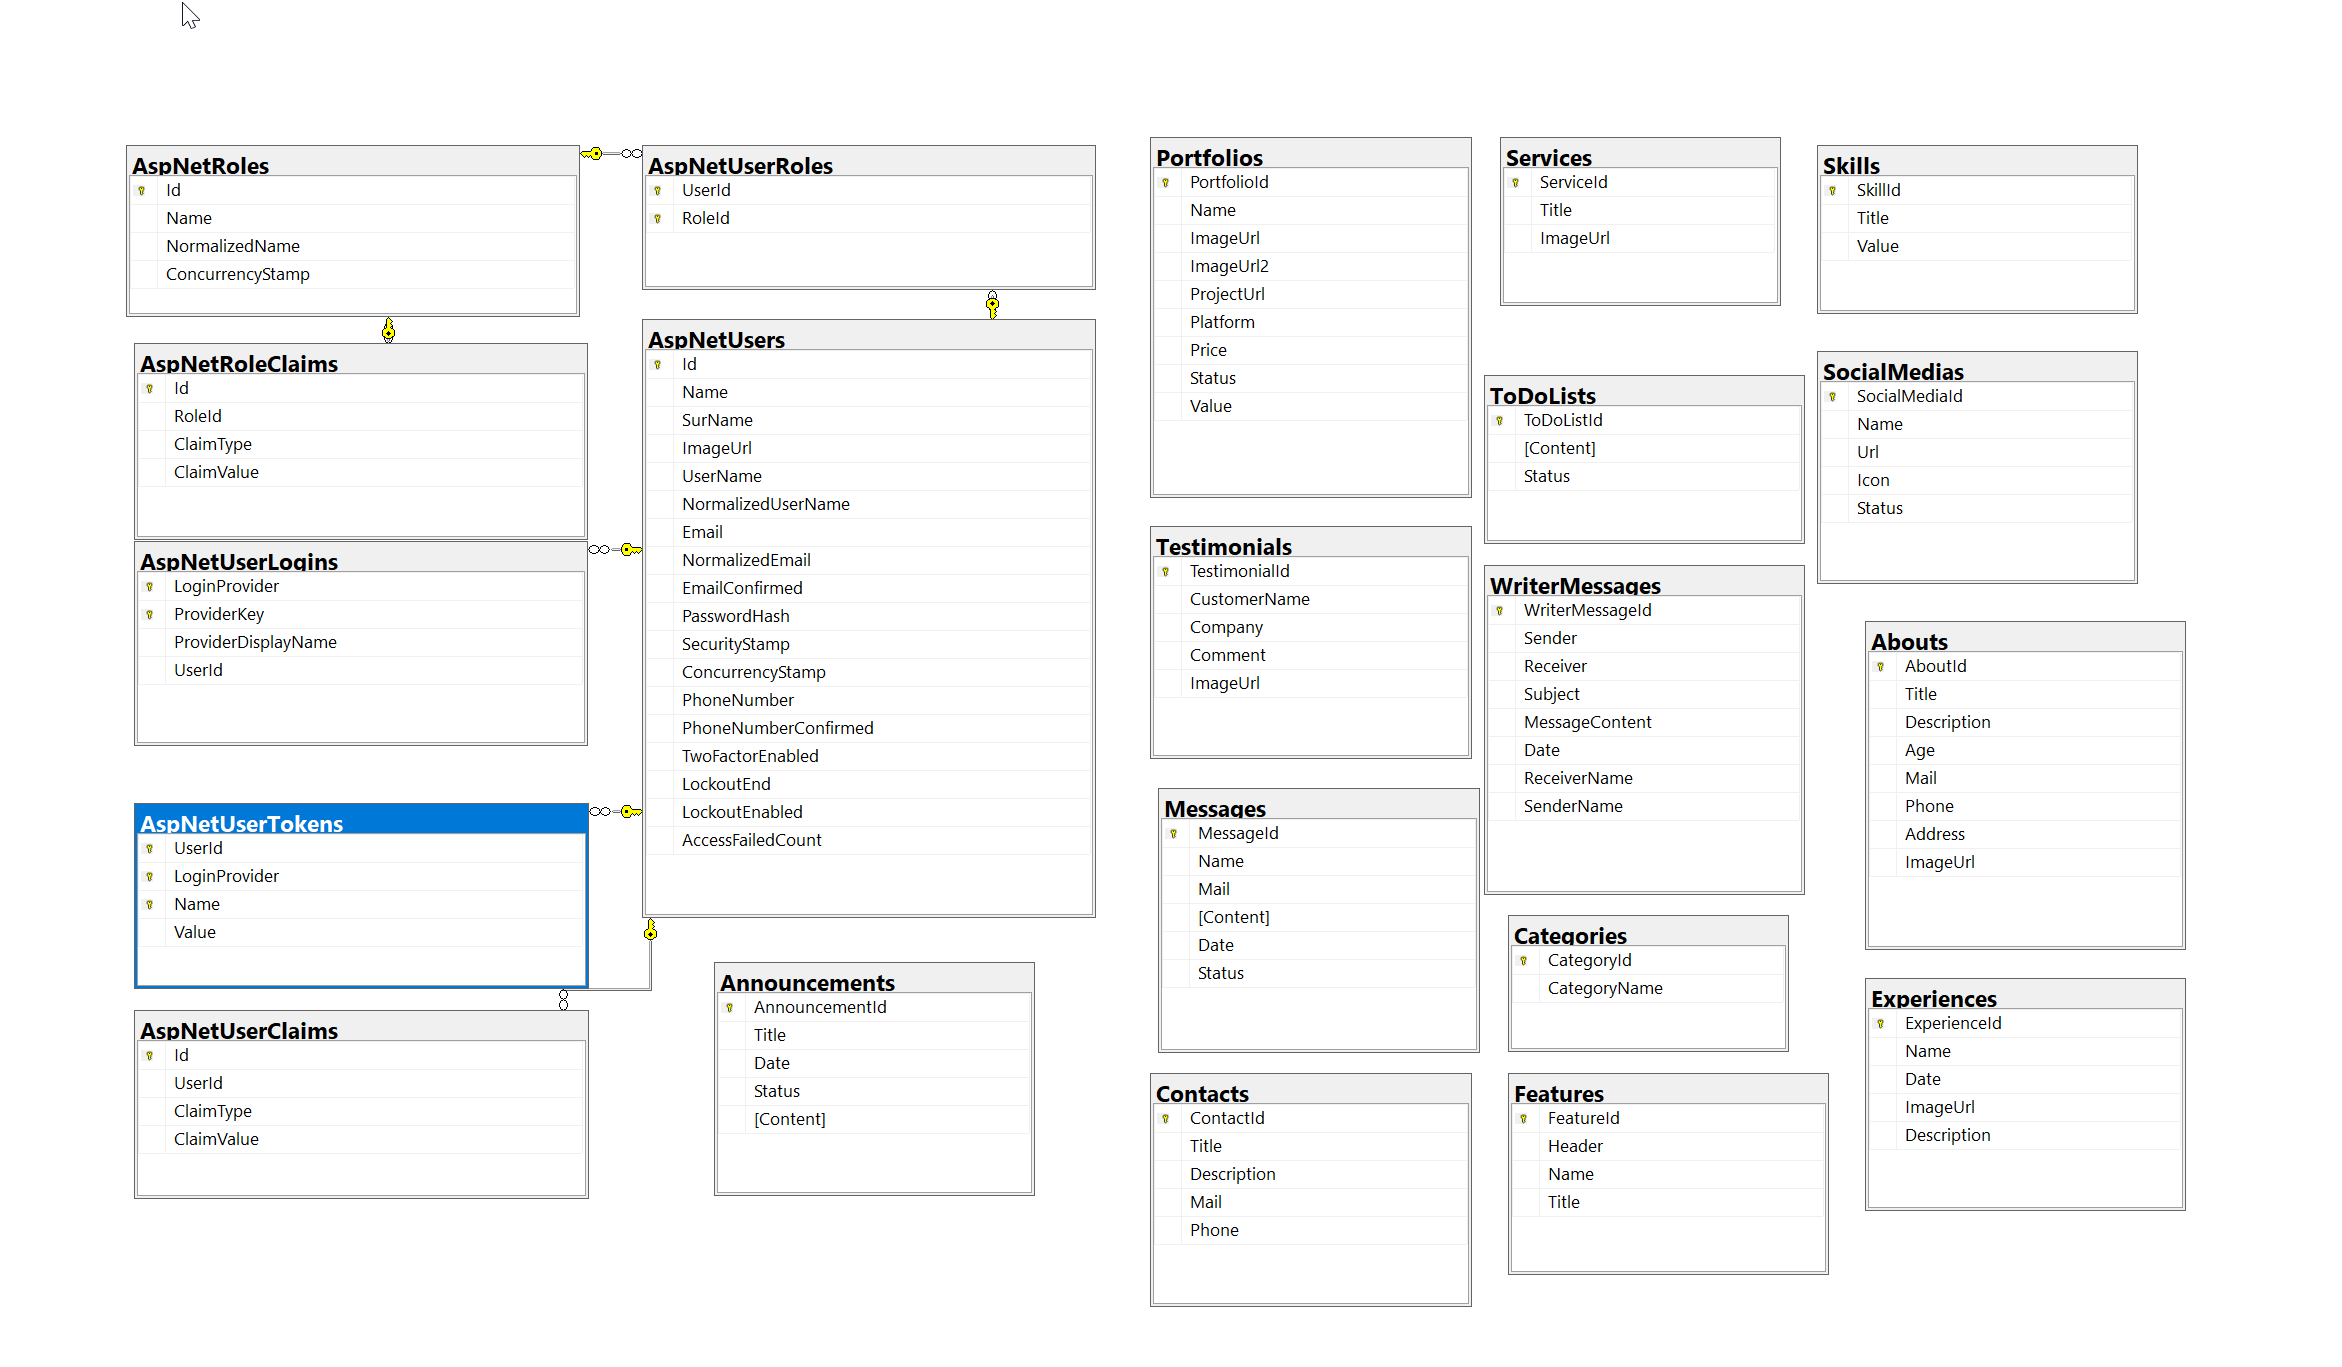 AspNetRoles
Id
Name
NormalizedName
ConcurrencyStamp
AspNetRoleClaims
Id
RoleId
ClaimType
ClaimValue
AspNetUserLogins
LoginProvider
ProviderKey
ProviderDisplayName
UserId
AspNetUserTokens
UserId
LoginProvider
Name
Value
AspNetUserClaims
Id
UserId
ClaimType
ClaimValue
AspNetUserRoles
UserId
RoleId
AspNetUsers
Id
Name
SurName
ImageUrl
UserName
NormalizedUserName
Email
NormalizedEmail
EmailConfirmed
PasswordHash
SecurityStamp
ConcurrencyStamp
PhoneNumber
PhoneNumberConfirmed
TwoFactorEnabled
LockoutEnd
LockoutEnabled
AccessFailedCount
Announcements
AnnouncementId
Title
Date
Status
[Content]
Portfolios
PortfolioId
Name
ImageUrl
ImageUrl2
ProjectUrl
Platform
Price
Status
Value
Testimonials
TestimonialId
CustomerName
Company
Comment
ImageUrl
Messages
MessageId
Name
Mail
[Content]
Date
Status
Contacts
ContactId
Title
Description
Mail
Phone
Services
ServiceId
Title
ImageUrl
ToDoLists
ToDoListId
[Content]
Status
WriterMessages
WriterMessageId
Sender
Receiver
Subject
MessageContent
Date
ReceiverName
SenderName
Categories
CategoryId
CategoryName
Features
FeatureId
Header
Name
Title
Skills
SkillId
Title
Value
SocialMedias
SocialMediaId
Name
Url
Icon
Status
Abouts
AboutId
Title
Description
Age
Mail
Phone
Address
ImageUrl
Experiences
ExperienceId
Name
Date
ImageUrl
Description